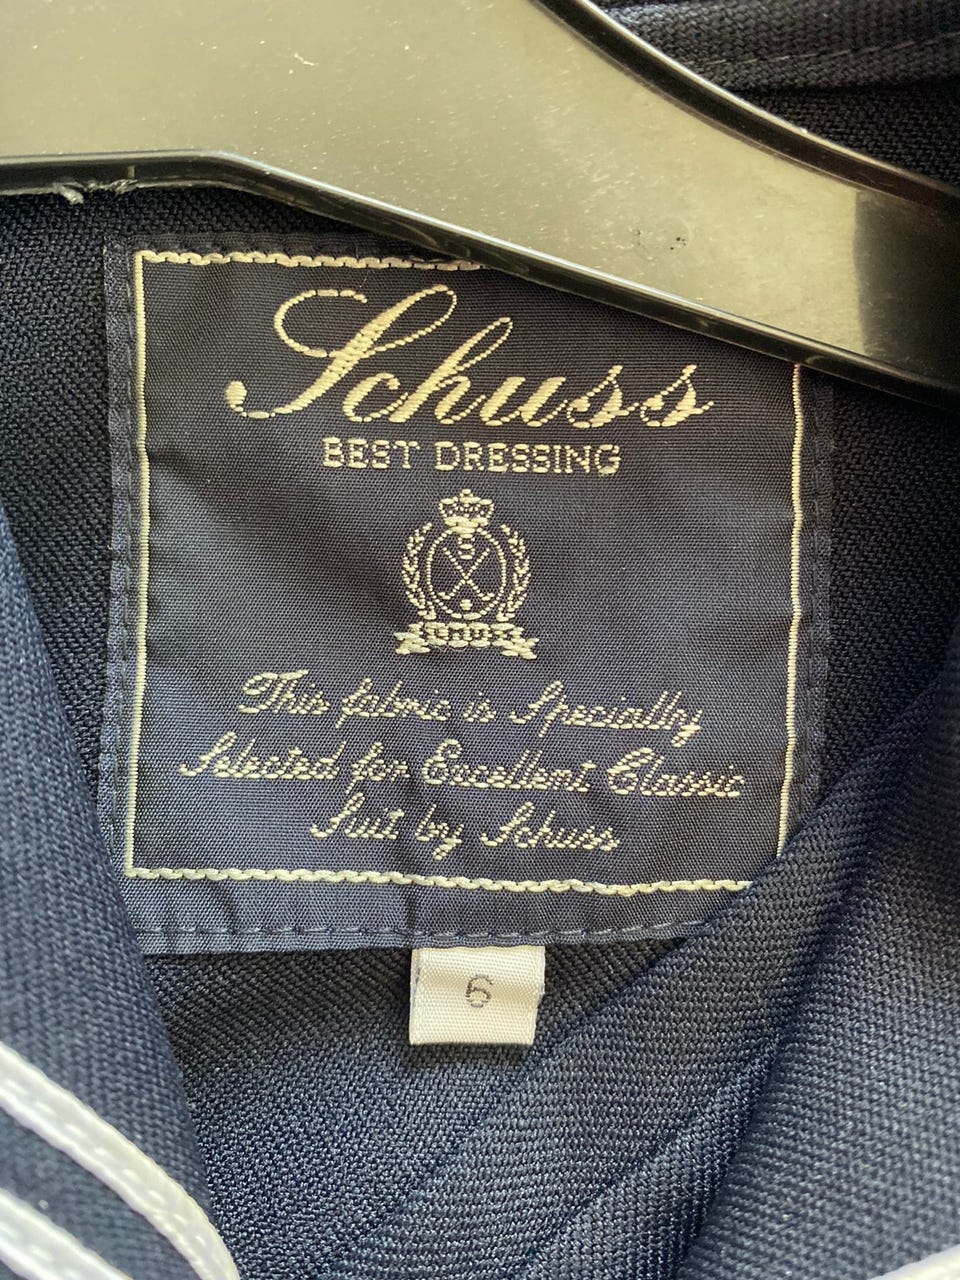 Schuss
BEST DRESSING
This fabric is Specially
Selected for Excellent Classic
Suit by Schuss
6